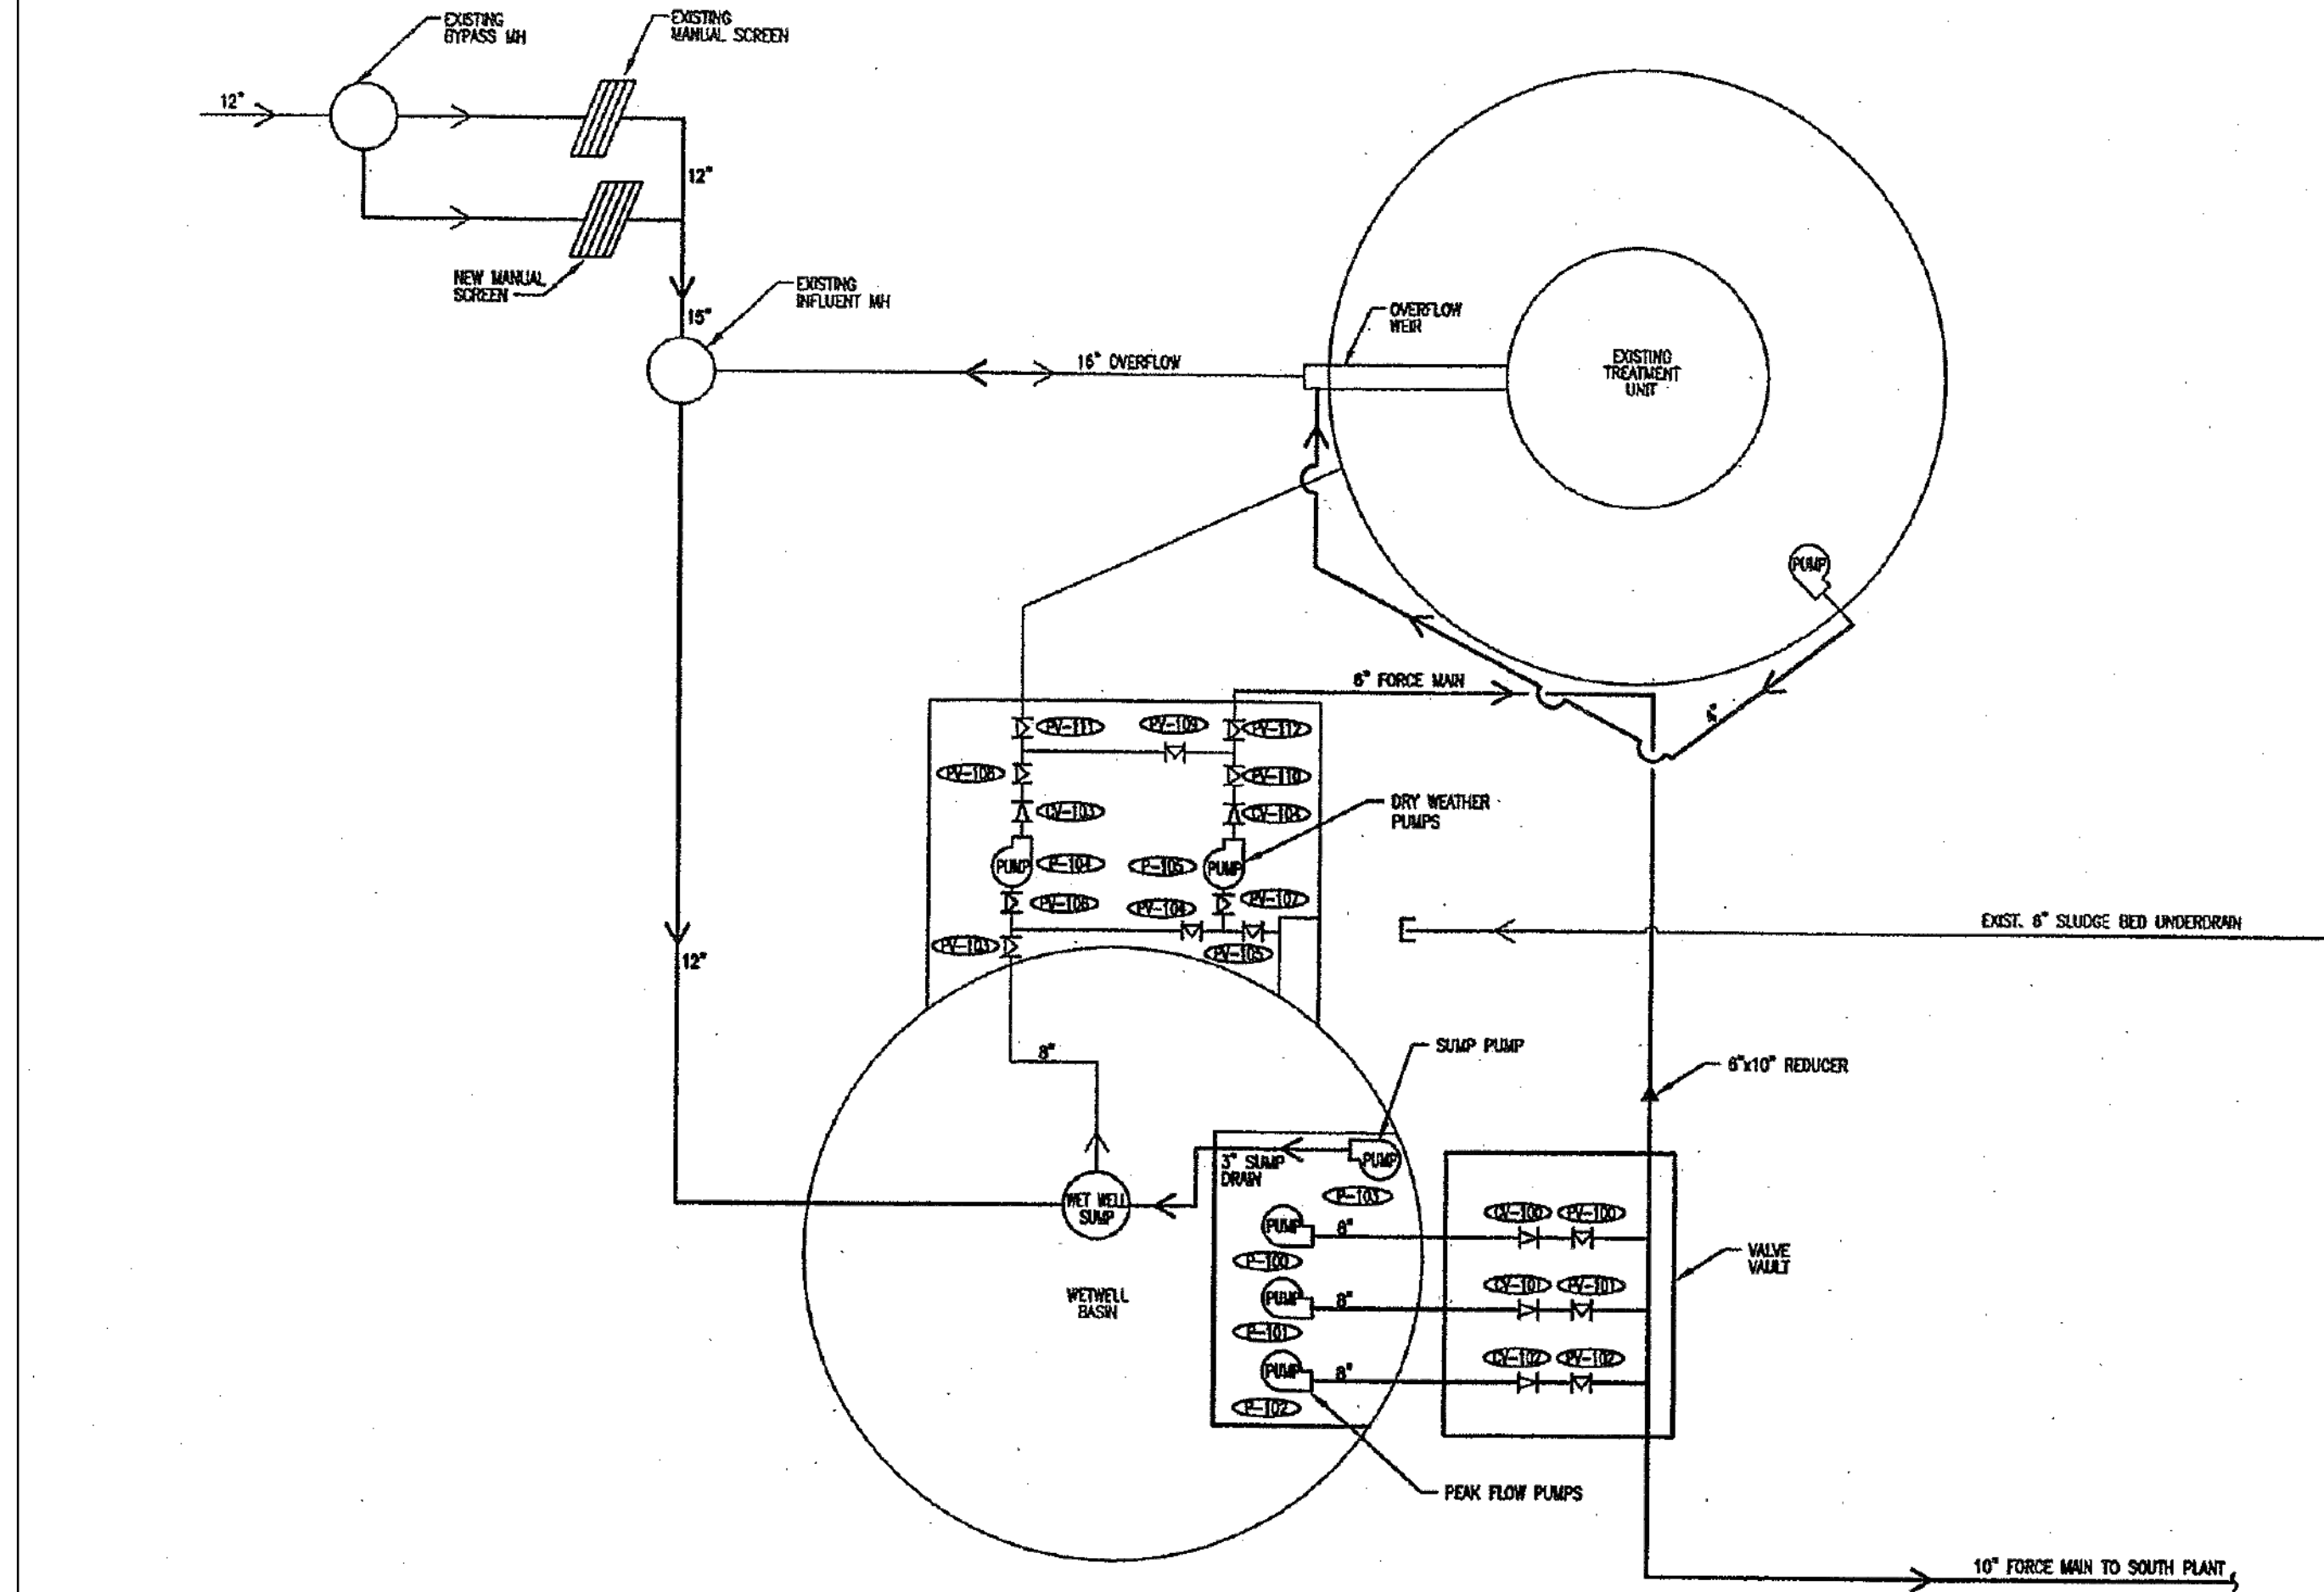 EXISTING
BYPASS MH
EXISTING
MANUAL SCREEN
12"
12"
NEW MANUAL
SCREEN
EXISTING
INFLUENT MH
15"
OVERFLOW
WEIR
16" OVERFLOW
EXISTING
TREATMENT
UNIT
PUMP
6" FORCE MAIN
PV-111
PV-109
PV-112
PV-108
PV-110
CV-103
CV-104
DRY WEATHER
PUMPS
PUMP
P-104
P-105
PUMP
PV-106
PV-104
PV-107
PV-103
PV-105
EXIST. 8" SLUDGE BED UNDERDRAIN
12"
8"
SUMP PUMP
6"x10" REDUCER
3" SUMP
DRAIN
PUMP
P-103
WET WELL
SUMP
PUMP
8"
CV-100
PV-100
P-100
VALVE
VAULT
WETWELL
BASIN
PUMP
8"
CV-101
PV-101
P-101
PUMP
8"
CV-102
PV-102
P-102
PEAK FLOW PUMPS
10" FORCE MAIN TO SOUTH PLANT